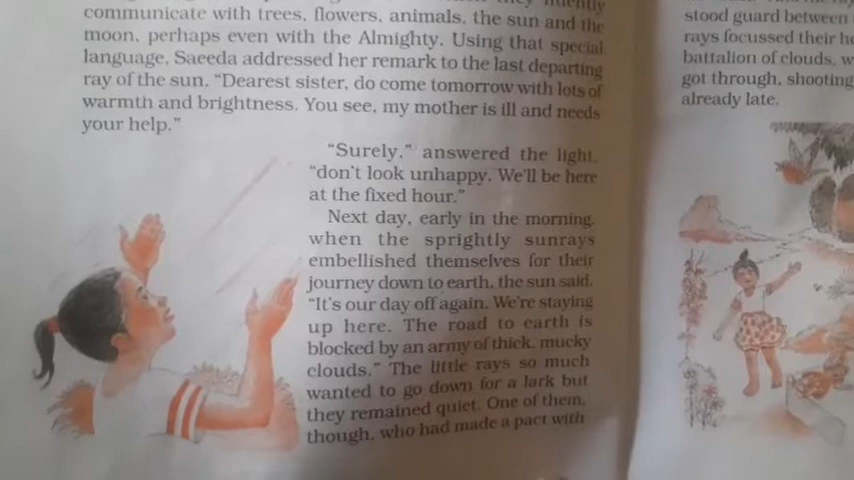 communicate with trees, flowers, animals, the sun and the
moon, perhaps even with the Almighty. Using that special
language, Saeeda addressed her remark to the last departing
ray of the sun. “Dearest sister, do come tomorrow with lots of
warmth and brightness. You see, my mother is ill and needs
your help.”
“Surely,” answered the light,
“don’t look unhappy. We’ll be here
at the fixed hour.”
Next day, early in the morning,
when the sprightly sunrays
embellished themselves for their
journey down to earth, the sun said,
“It’s our day off again. We’re staying
up here. The road to earth is
blocked by an army of thick, mucky
clouds.” The little rays so much
wanted to go down for a lark but
they remained quiet. One of them,
though, who had made a pact with
stood guard between
rays focussed their
battalion of clouds,
got through, shooting
already late.